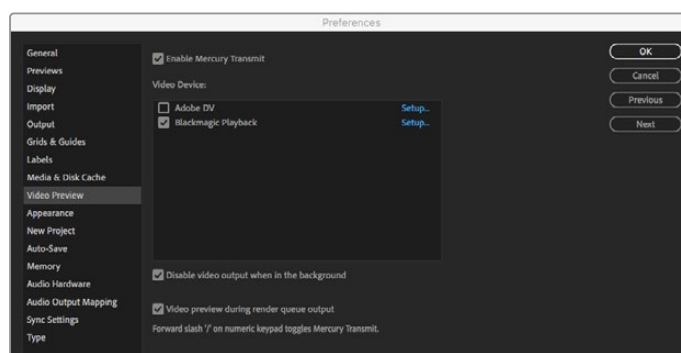 Preferences
General
Previews
Display
Import
Output
Grids & Guides
Labels
Media & Disk Cache
Video Preview
Appearance
New Project
Auto-Save
Memory
Audio Hardware
Audio Output Mapping
Sync Settings
Type
Enable Mercury Transmit
Video Device:
Adobe DV Setup...
Blackmagic Playback Setup...
Disable video output when in the background
Video preview during render queue output
Forward slash '/' on numeric keypad toggles Mercury Transmit.
OK
Cancel
Previous
Next